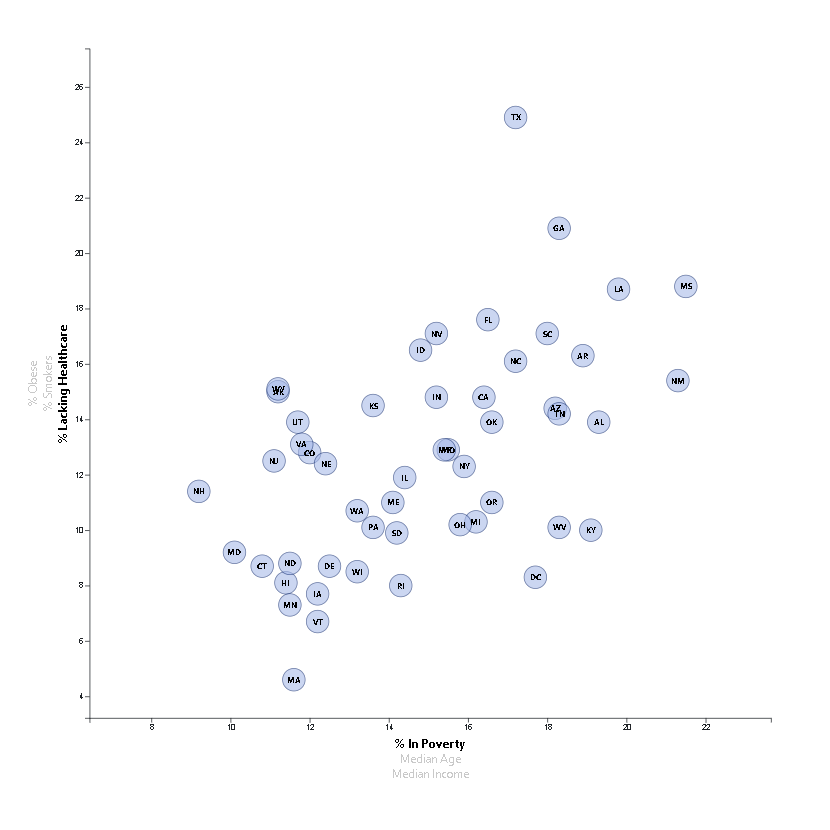 26
TX
24
22
GA
20
LA
MS
18
FL
NV
SC
ID
AR
NC
16
NM
WY
AK
IN
CA
KS
AZ
TN
14
UT
OK
AL
VA
CO
MT
MO
NJ
NE
NY
12
IL
NH
ME
OR
WA
MI
OH
10
PA
SD
WV
KY
MD
ND
CT
DE
WI
DC
HI
RI
8
IA
MN
VT
6
MA
4
% Obese
% Smokers
% Lacking Healthcare
8 10 12 14 16 18 20 22
% In Poverty
Median Age
Median Income